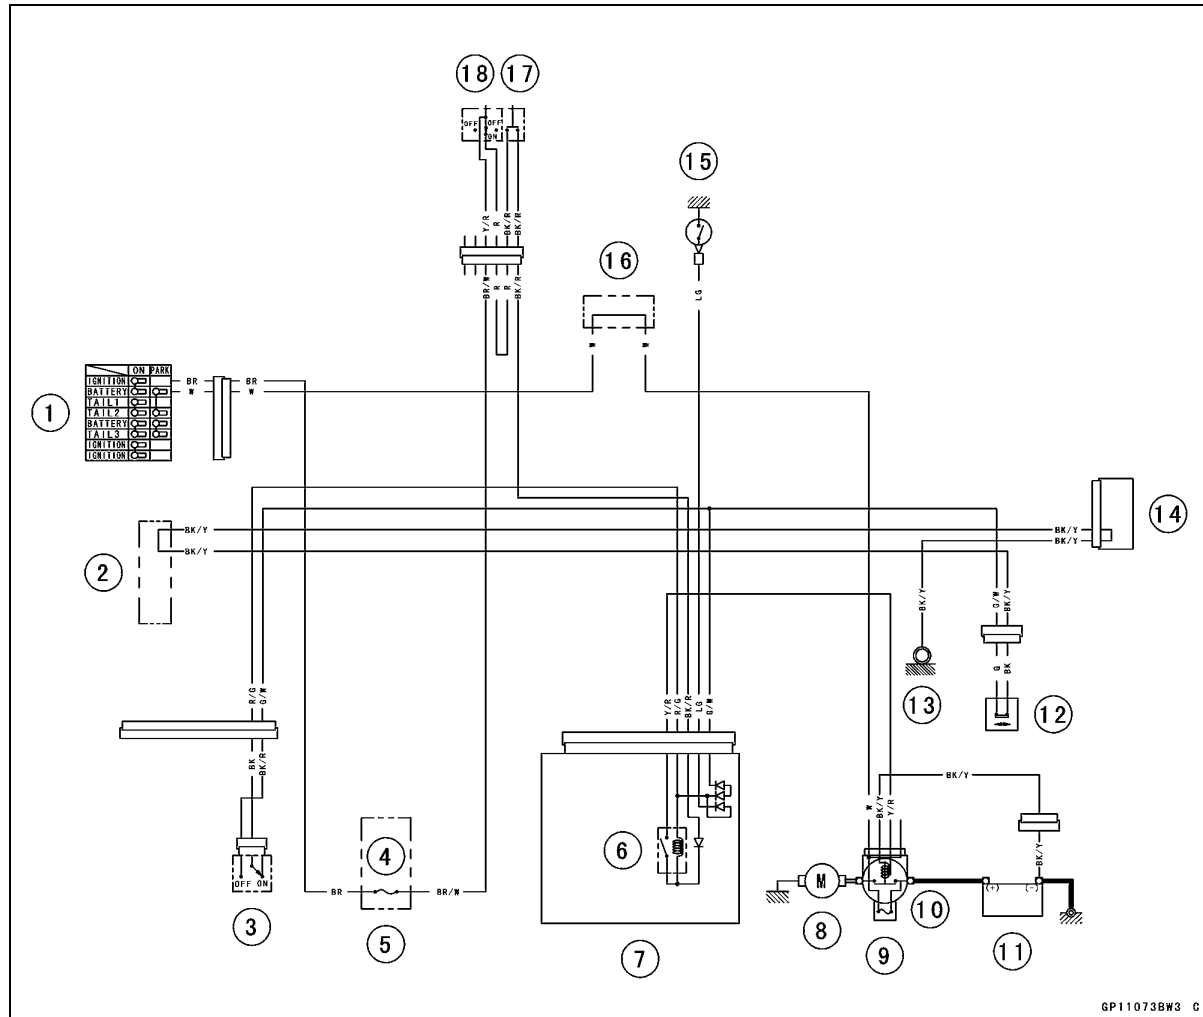 18
17
OFF
OFF
ON
15
Y/R
R
BK/R
BK/R
16
BR/W
R
R
BK/R
LG
W
W
ON PARK
IGNITION
BATTERY
TAIL1
TAIL2
BATTERY
TAIL3
IGNITION
IGNITION
BR
BR
W
W
1
14
BK/Y
BK/Y
BK/Y
BK/Y
2
BK/Y
G/W
BK/Y
G
BK
13
12
R/G
G/W
Y/R
R/G
BK/R
LG
G/W
BK
BK/R
BK/Y
W
BK/Y
Y/R
BK/Y
4
6
OFF ON
BR
BR/W
M
(+)
(-)
3
5
7
8
9
10
11
GP11073BW3 C